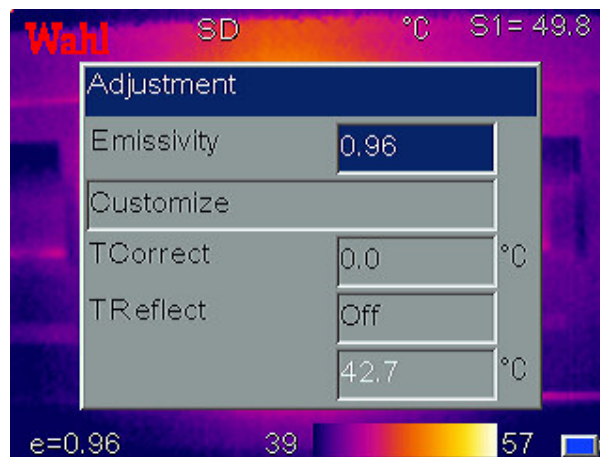 Wahl SD °C S1= 49.8
Adjustment
Emissivity 0.96
Customize
TCorrect 0.0 °C
TReflect Off
42.7 °C
e=0.96 39 57